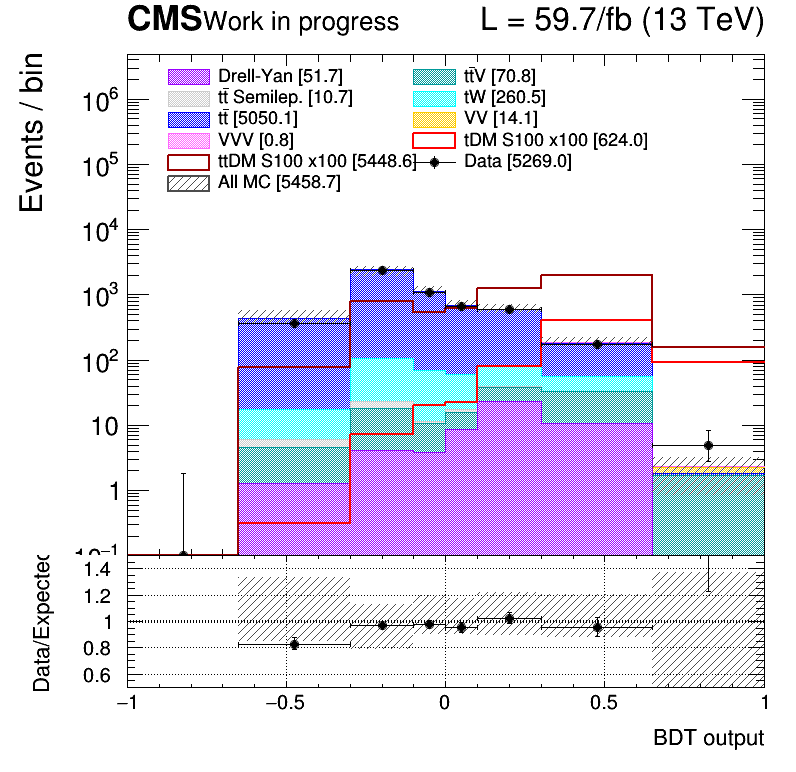 CMS Work in progress L = 59.7/fb (13 TeV)
Events / bin
Drell-Yan [51.7] tt̄V [70.8]
tt̄ Semilep. [10.7] tW [260.5]
tt̄ [5050.1] VV [14.1]
VVV [0.8] tDM S100 x100 [624.0]
ttDM S100 x100 [5448.6] Data [5269.0]
All MC [5458.7]
10⁶
10⁵
10⁴
10³
10²
10
1
10⁻¹
Data/Expected
1.4
1.2
1
0.8
0.6
−1 −0.5 0 0.5 1
BDT output